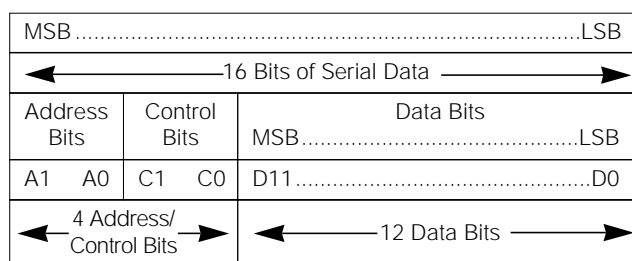 MSB......................................................................................LSB
16 Bits of Serial Data
Address Bits
Control Bits
Data Bits
MSB................................................LSB
A1 A0
C1 C0
D11..................................................D0
4 Address/
Control Bits
12 Data Bits